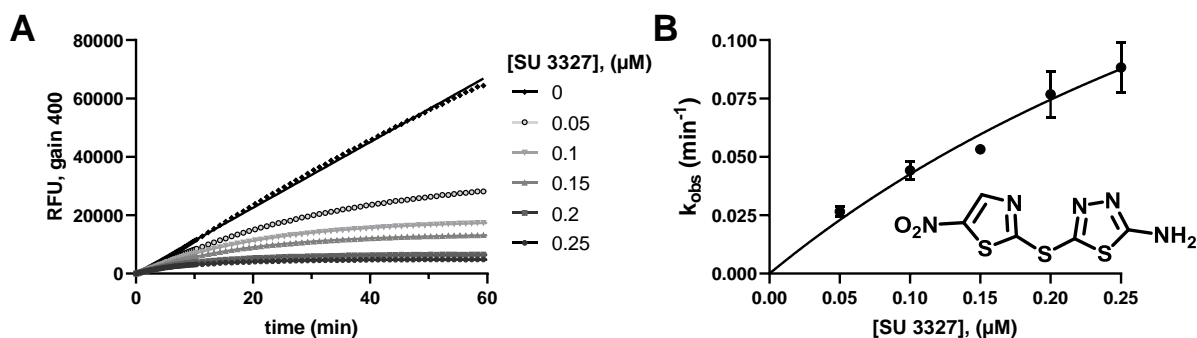 A
80000
60000
40000
20000
0
RFU, gain 400
0
20
40
60
time (min)
[SU 3327], (μM)
0
0.05
0.1
0.15
0.2
0.25
B
0.100
0.075
0.050
0.025
0.000
k_obs (min⁻¹)
0.00
0.05
0.10
0.15
0.20
0.25
[SU 3327], (μM)
O₂N
N
S
S
N
N
S
NH₂